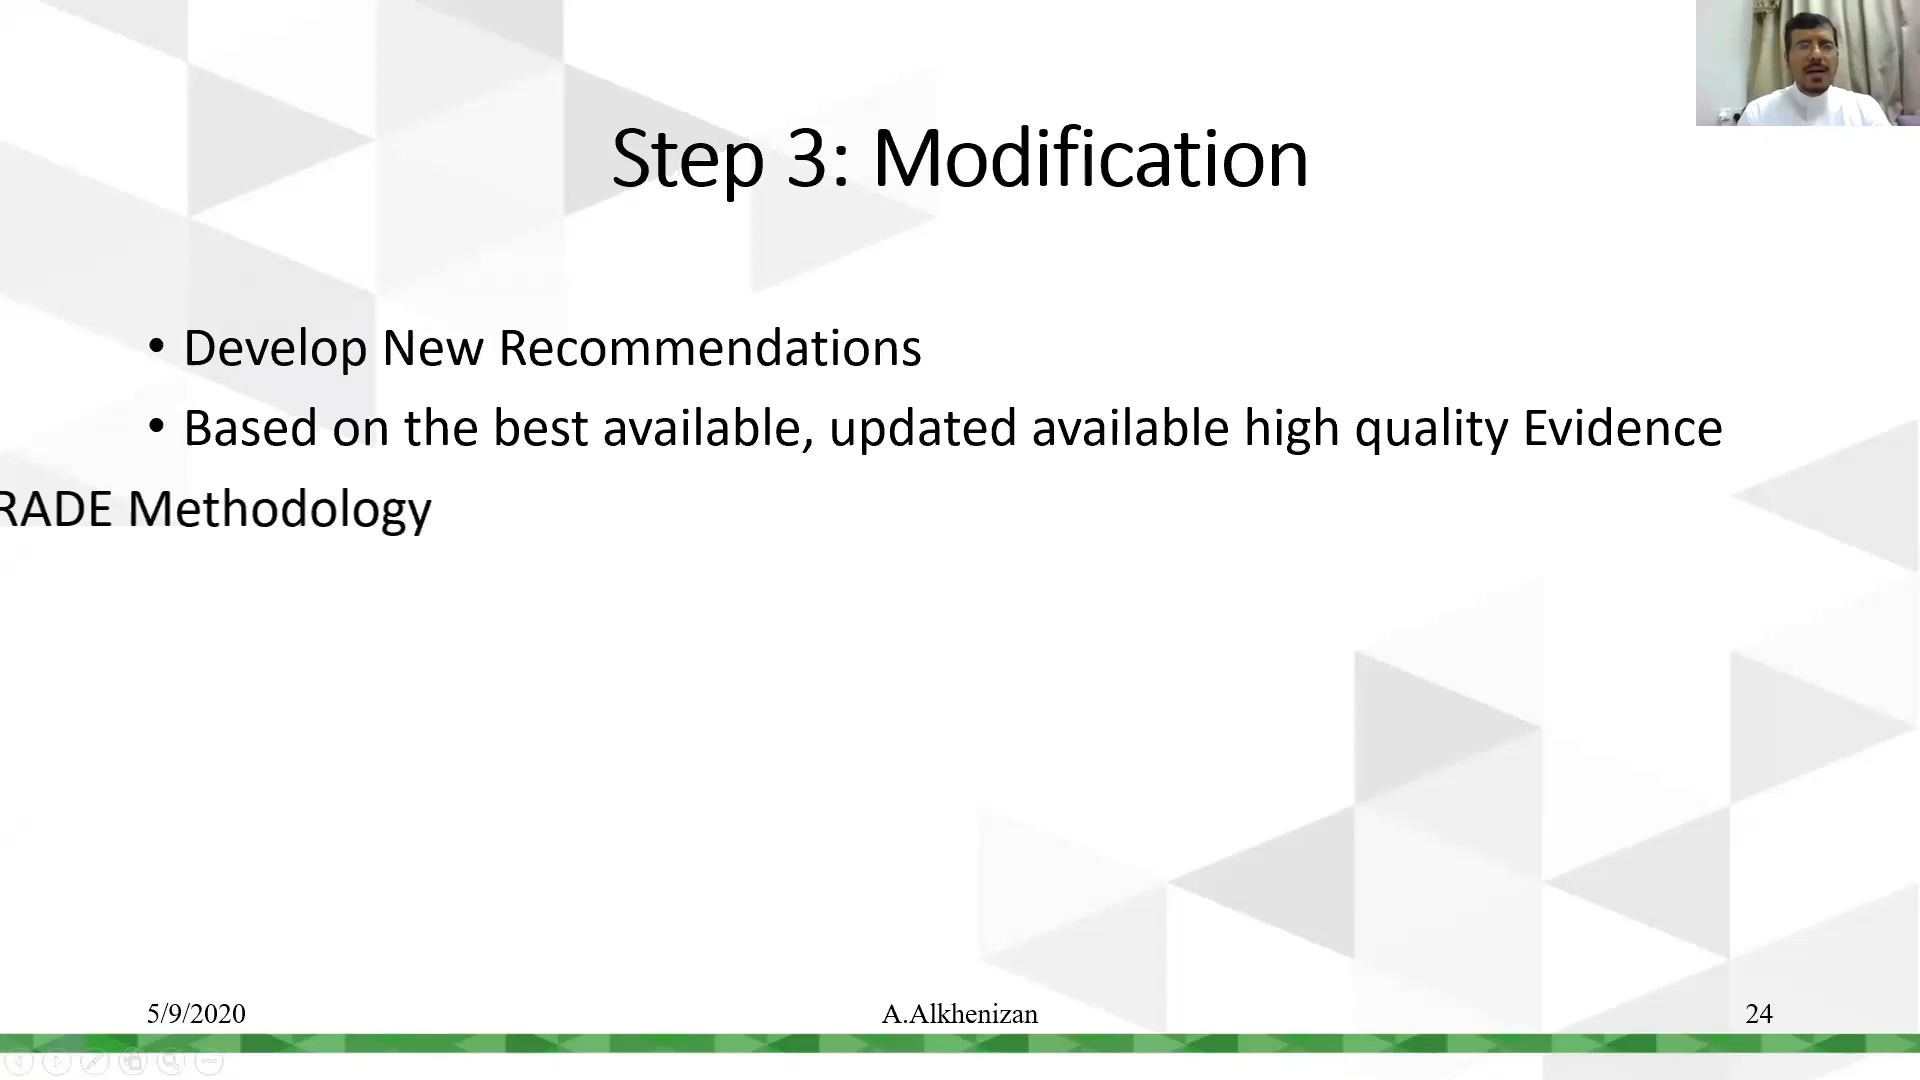 Step 3: Modification
• Develop New Recommendations
• Based on the best available, updated available high quality Evidence
RADE Methodology
5/9/2020
A.Alkhenizan
24